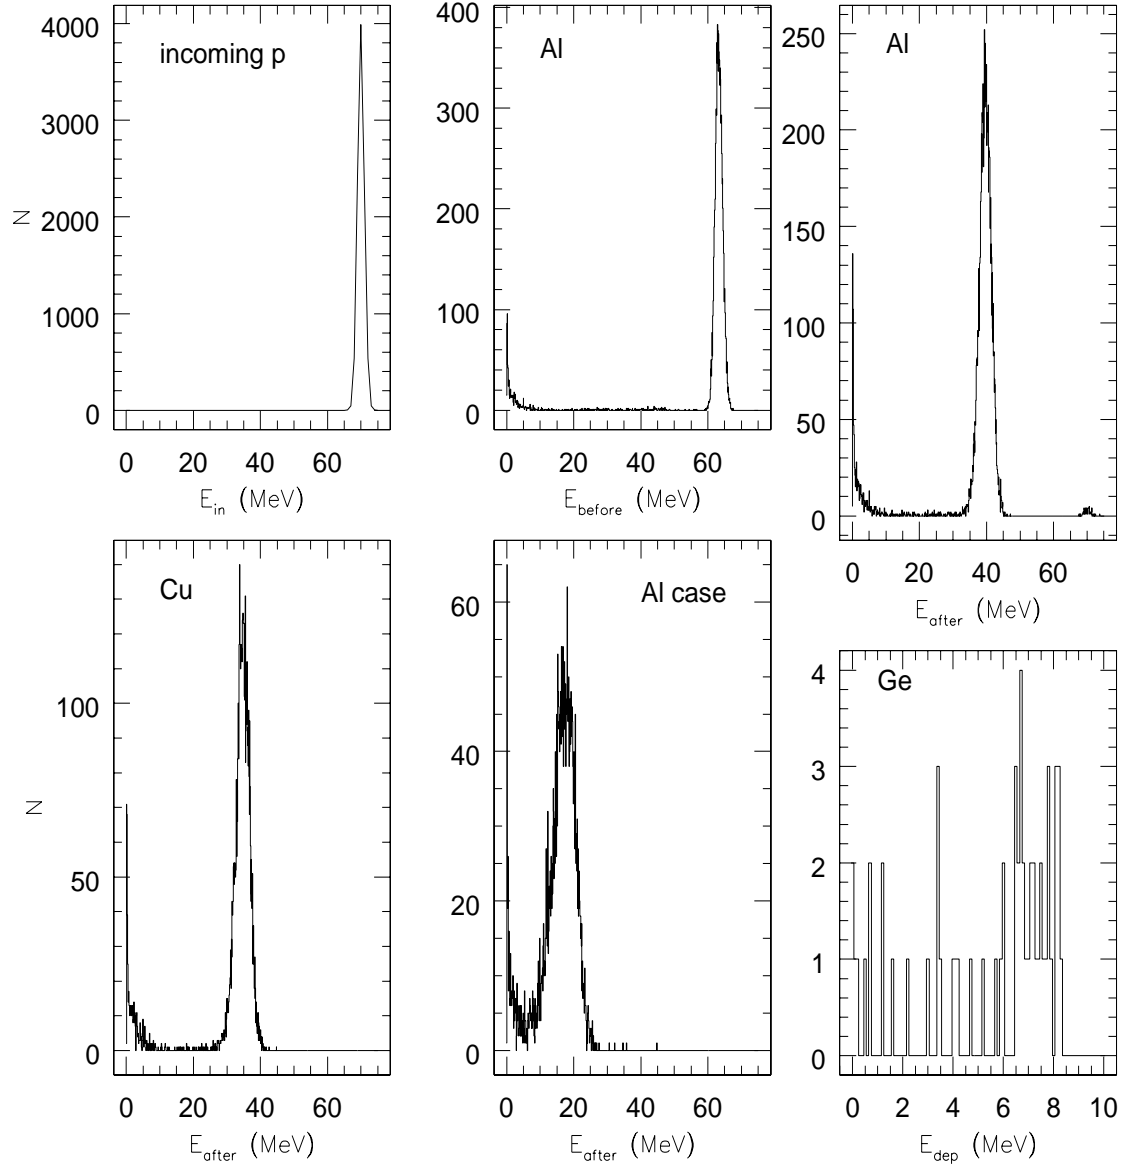 incoming p
4000
3000
2000
1000
0
N
0 20 40 60
E_in (MeV)
Al
400
300
200
100
0
0 20 40 60
E_before (MeV)
Al
250
200
150
100
50
0
0 20 40 60
E_after (MeV)
Cu
100
50
0
N
0 20 40 60
E_after (MeV)
Al case
60
40
20
0
0 20 40 60
E_after (MeV)
Ge
4
3
2
1
0
0 2 4 6 8 10
E_dep (MeV)